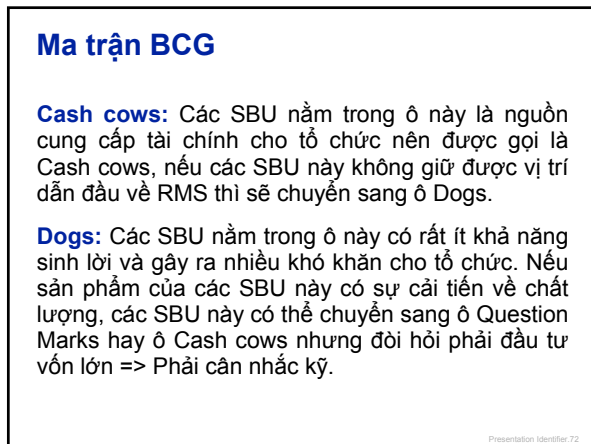 Ma trận BCG
Cash cows: Các SBU nằm trong ô này là nguồn
cung cấp tài chính cho tổ chức nên được gọi là
Cash cows, nếu các SBU này không giữ được vị trí
dẫn đầu về RMS thì sẽ chuyển sang ô Dogs.
Dogs: Các SBU nằm trong ô này có rất ít khả năng
sinh lời và gây ra nhiều khó khăn cho tổ chức. Nếu
sản phẩm của các SBU này có sự cải tiến về chất
lượng, các SBU này có thể chuyển sang ô Question
Marks hay ô Cash cows nhưng đòi hỏi phải đầu tư
vốn lớn => Phải cân nhắc kỹ.
Presentation Identifier.72